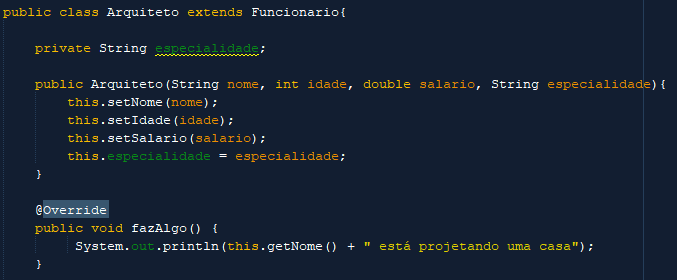 public class Arquiteto extends Funcionario{
private String especialidade;
public Arquiteto(String nome, int idade, double salario, String especialidade){
this.setNome(nome);
this.setIdade(idade);
this.setSalario(salario);
this.especialidade = especialidade;
}
@Override
public void fazAlgo() {
System.out.println(this.getNome() + " está projetando uma casa");
}